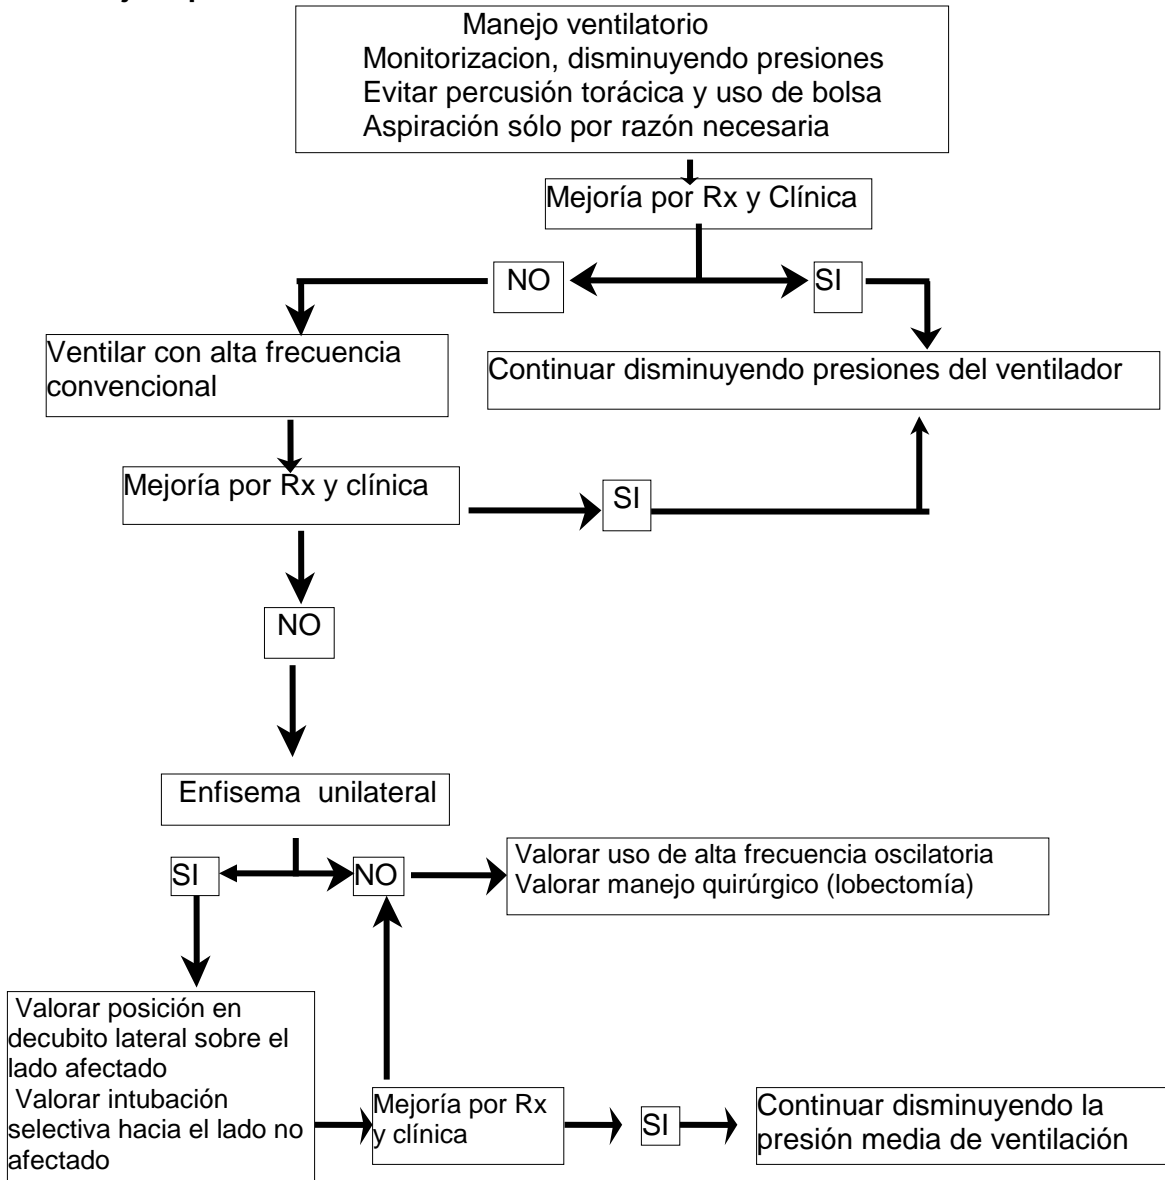 Manejo ventilatorio
Monitorizacion, disminuyendo presiones
Evitar percusión torácica y uso de bolsa
Aspiración sólo por razón necesaria
Mejoría por Rx y Clínica
NO
SI
Ventilar con alta frecuencia
convencional
Continuar disminuyendo presiones del ventilador
Mejoría por Rx y clínica
SI
NO
Enfisema unilateral
SI
NO
Valorar uso de alta frecuencia oscilatoria
Valorar manejo quirúrgico (lobectomía)
Valorar posición en
decubito lateral sobre el
lado afectado
Valorar intubación
selectiva hacia el lado no
afectado
Mejoría por Rx
y clínica
SI
Continuar disminuyendo la
presión media de ventilación